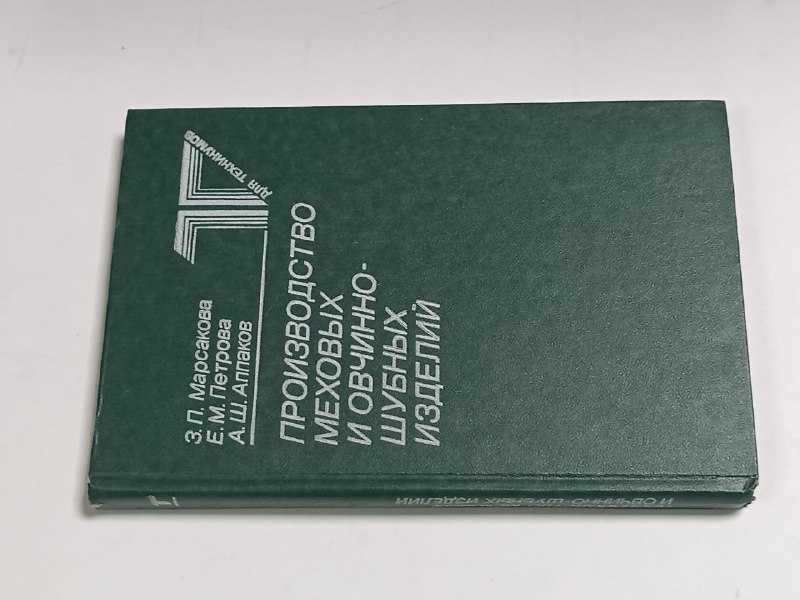 З. П. Марсакова
Е. М. Петрова
А. Ш. Аппаков
ДЛЯ ТЕХНИКУМОВ
ПРОИЗВОДСТВО
МЕХОВЫХ
И ОВЧИННО-
ШУБНЫХ
ИЗДЕЛИЙ
И ОВЧИННО-ШУБНЫХ ИЗДЕЛИЙ